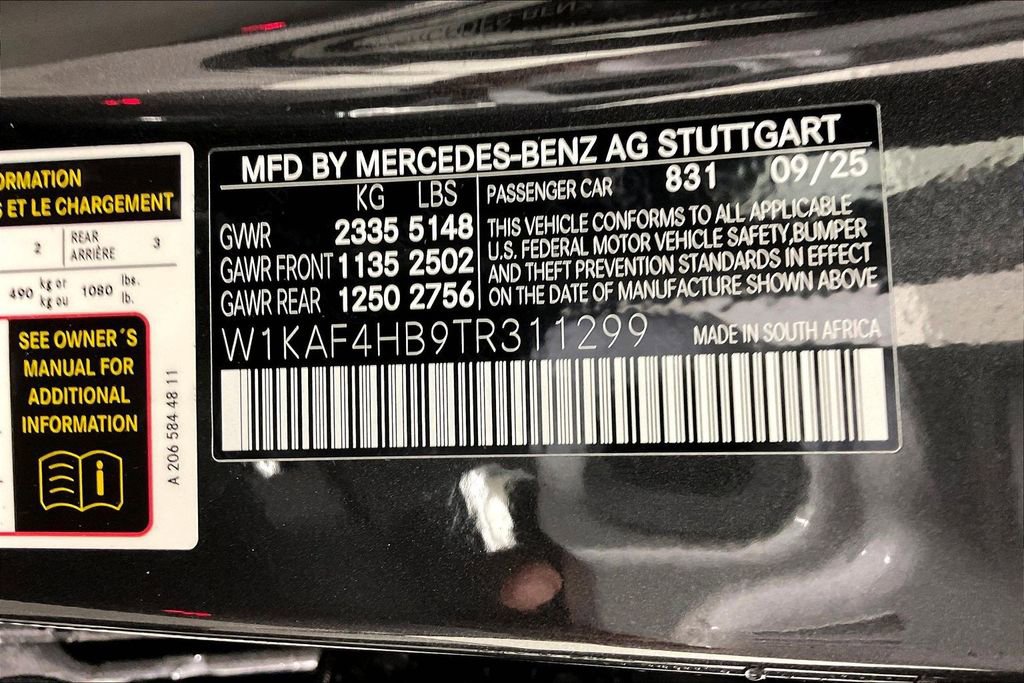 ORMATION
S ET LE CHARGEMENT
2 REAR ARRIÈRE 3
490 kg or kg ou 1080 lbs. lb.
SEE OWNER´S
MANUAL FOR
ADDITIONAL
INFORMATION
i
A 206 584 48 11
MFD BY MERCEDES-BENZ AG STUTTGART
KG LBS PASSENGER CAR 831 09/25
GVWR 2335 5148
GAWR FRONT 1135 2502
GAWR REAR 1250 2756
THIS VEHICLE CONFORMS TO ALL APPLICABLE
U.S. FEDERAL MOTOR VEHICLE SAFETY,BUMPER
AND THEFT PREVENTION STANDARDS IN EFFECT
ON THE DATE OF MANUFACTURE SHOWN ABOVE
W1KAF4HB9TR311299 MADE IN SOUTH AFRICA